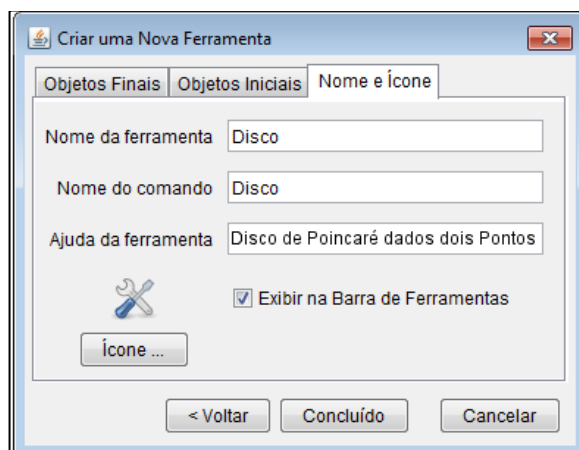 Criar uma Nova Ferramenta
Objetos Finais Objetos Iniciais Nome e Ícone
Nome da ferramenta Disco
Nome do comando Disco
Ajuda da ferramenta Disco de Poincaré dados dois Pontos
Exibir na Barra de Ferramentas
Ícone ...
< Voltar Concluído Cancelar